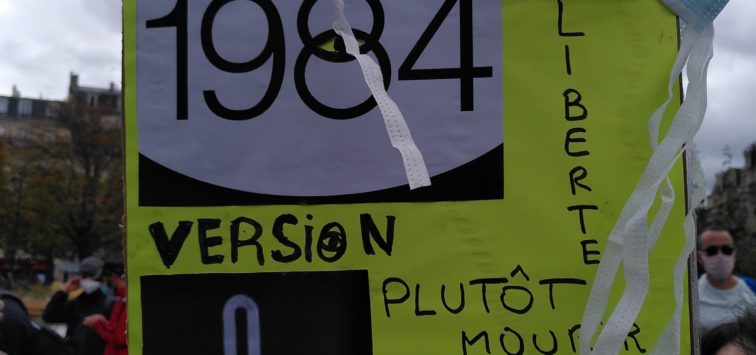 1984
LIBERTE
VERSION
PLUTÔT
MOURIR